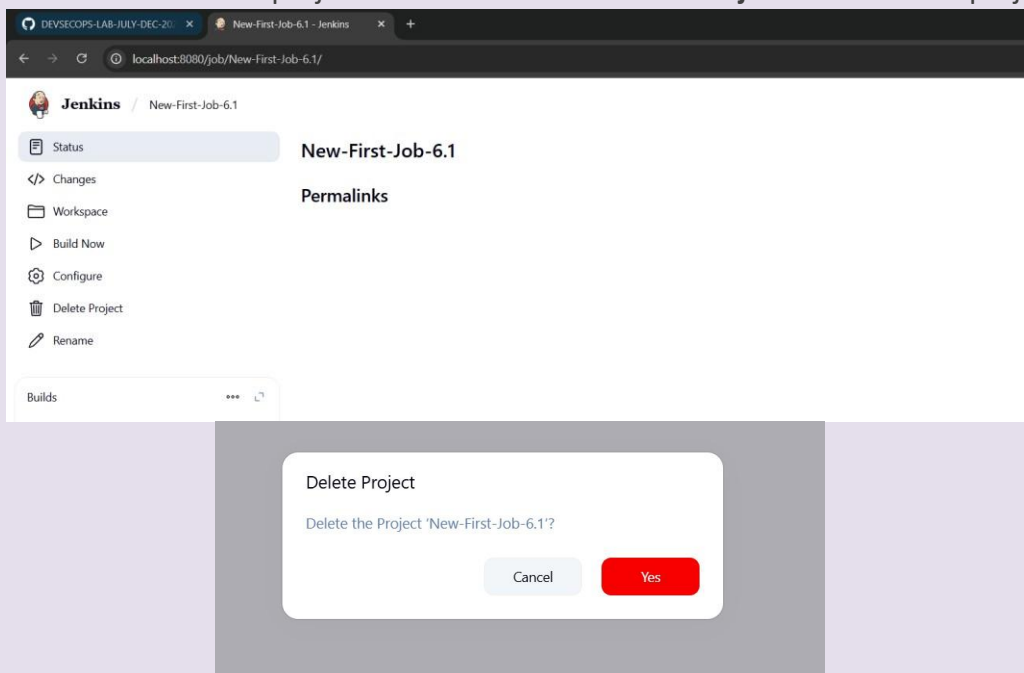 DEVSECOPS-LAB-JULY-DEC-20
New-First-Job-6.1 - Jenkins
localhost:8080/job/New-First-Job-6.1/
Jenkins / New-First-Job-6.1
Status
Changes
Workspace
Build Now
Configure
Delete Project
Rename
Builds
New-First-Job-6.1
Permalinks
Delete Project
Delete the Project 'New-First-Job-6.1'?
Cancel
Yes